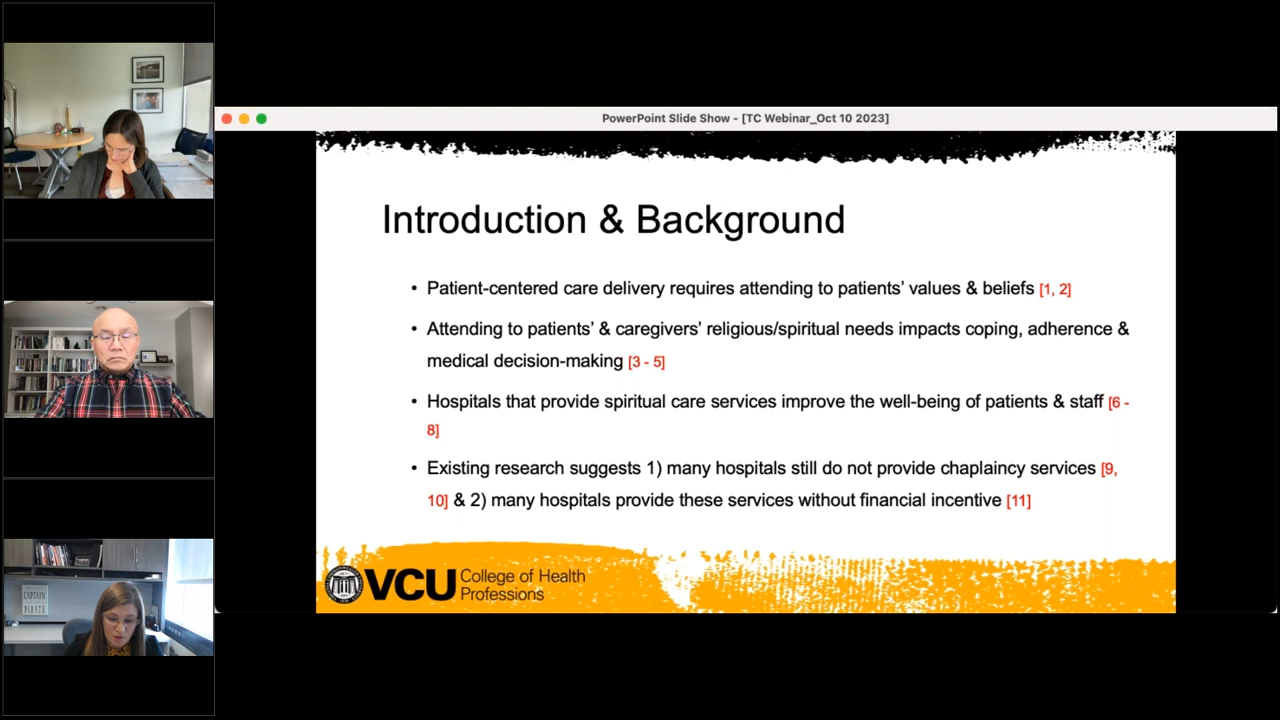 PowerPoint Slide Show - [TC Webinar_Oct 10 2023]
Introduction & Background
• Patient-centered care delivery requires attending to patients’ values & beliefs [1, 2]
• Attending to patients’ & caregivers’ religious/spiritual needs impacts coping, adherence &
medical decision-making [3 - 5]
• Hospitals that provide spiritual care services improve the well-being of patients & staff [6 -
8]
• Existing research suggests 1) many hospitals still do not provide chaplaincy services [9,
10] & 2) many hospitals provide these services without financial incentive [11]
VCU College of Health
Professions
CAPTAIN
PIRATE